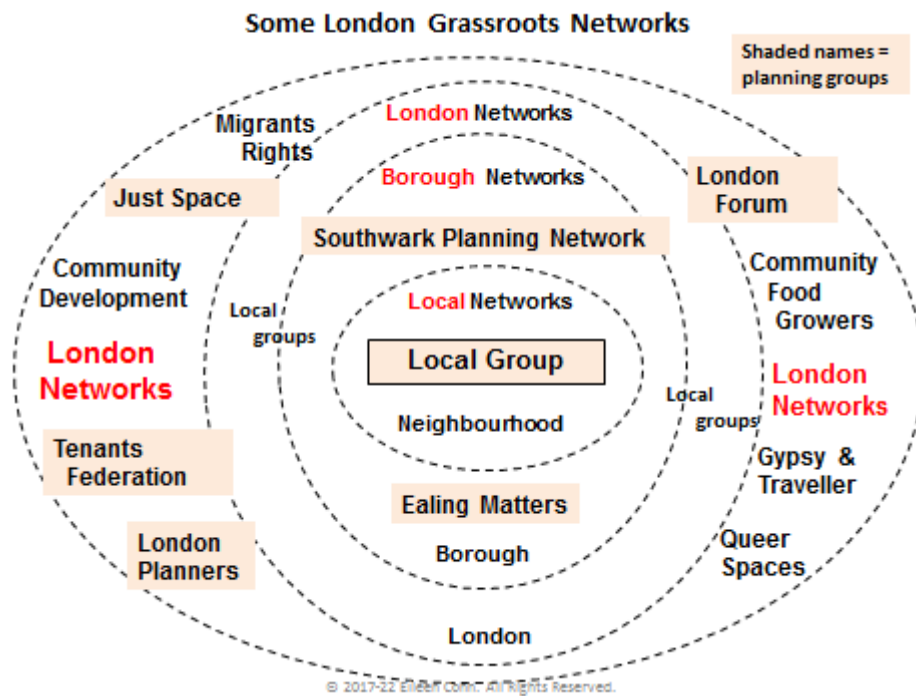 Some London Grassroots Networks
Shaded names =
planning groups
London Networks
Migrants
Rights
Borough Networks
London
Forum
Just Space
Southwark Planning Network
Community
Development
Community
Food
Growers
Local Networks
Local
groups
London
Networks
Local Group
London
Networks
Local
groups
Neighbourhood
Tenants
Federation
Gypsy &
Traveller
Ealing Matters
London
Planners
Borough
Queer
Spaces
London
© 2017-22 Eileen Conn. All Rights Reserved.